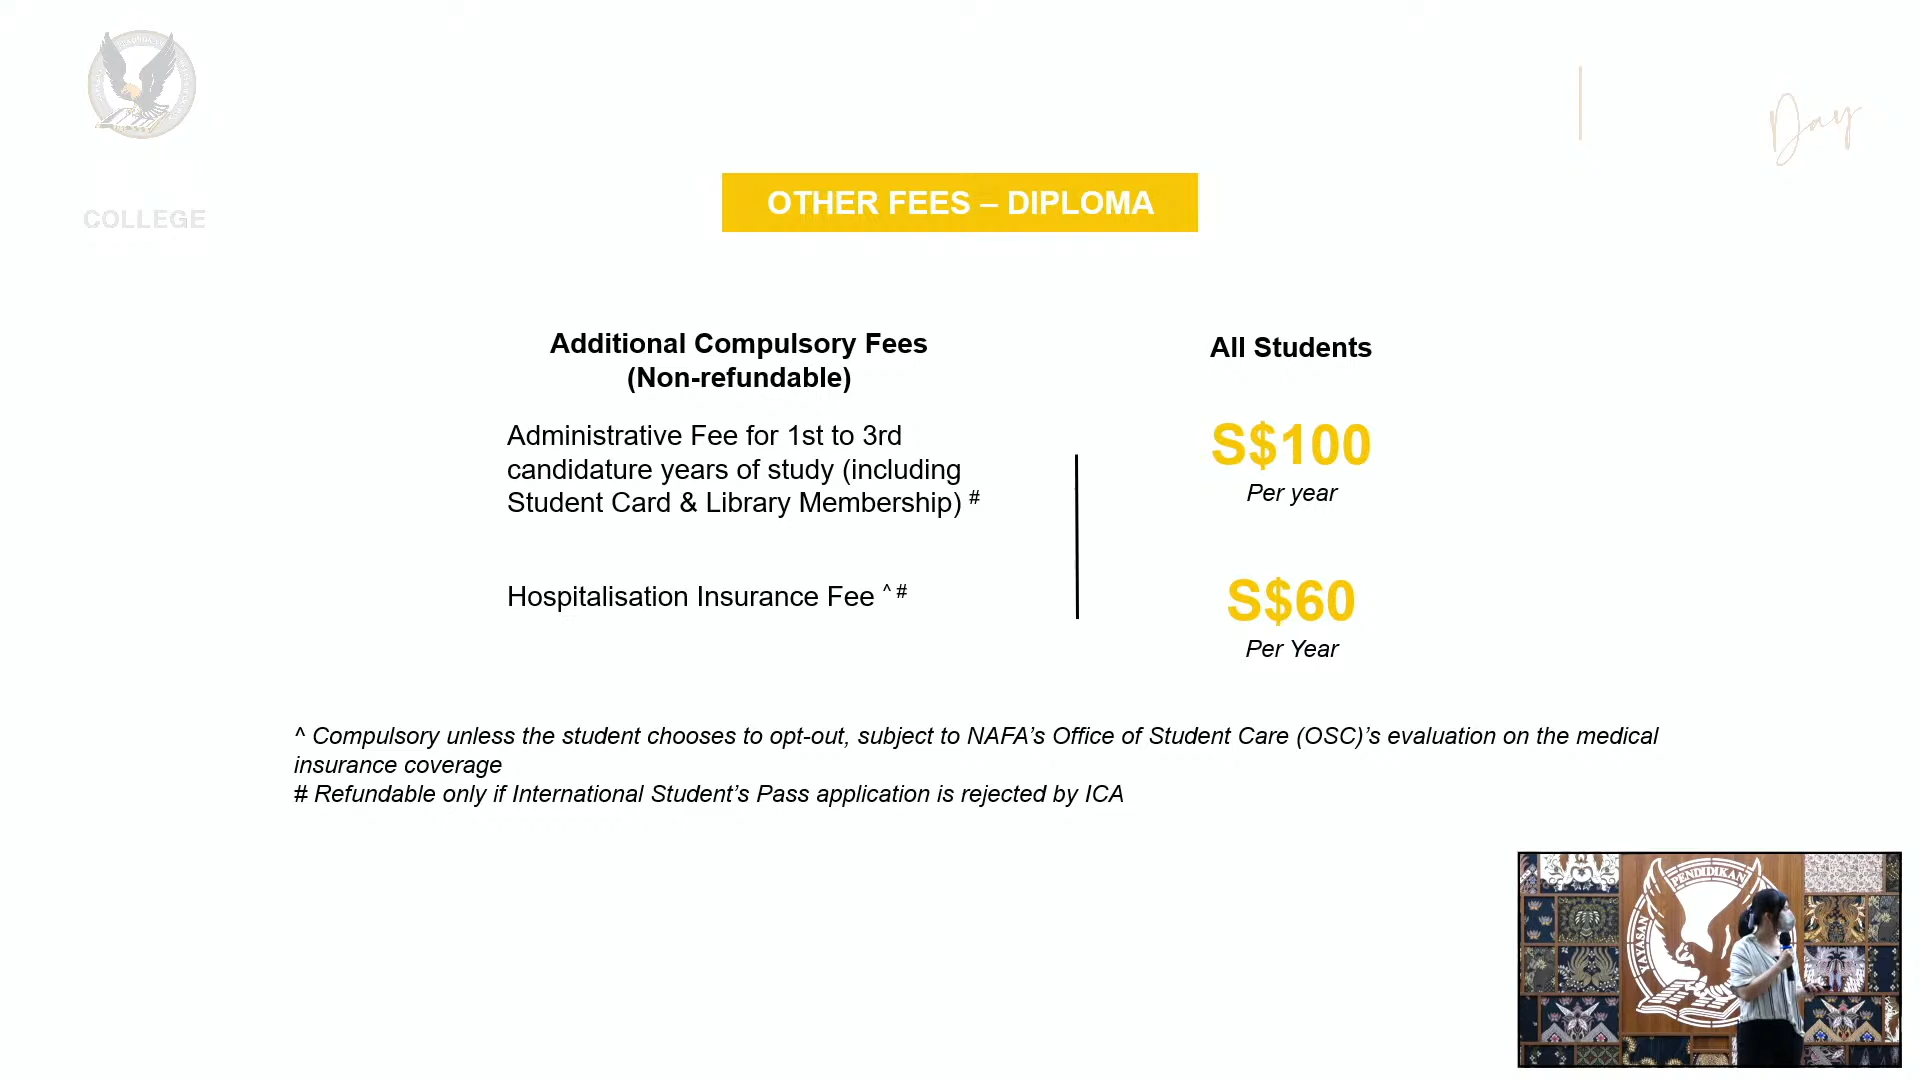 COLLEGE
Day
OTHER FEES – DIPLOMA
Additional Compulsory Fees
(Non-refundable)
All Students
Administrative Fee for 1st to 3rd
candidature years of study (including
Student Card & Library Membership) #
S$100
Per year
Hospitalisation Insurance Fee ^ #
S$60
Per Year
^ Compulsory unless the student chooses to opt-out, subject to NAFA’s Office of Student Care (OSC)’s evaluation on the medical
insurance coverage
# Refundable only if International Student’s Pass application is rejected by ICA
YAYASAN PENDIDIKAN